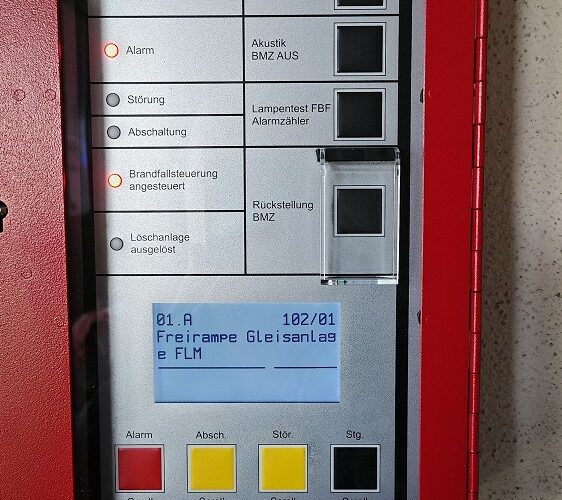 Alarm
Akustik
BMZ AUS
Störung
Lampentest FBF
Alarmzähler
Abschaltung
Brandfallsteuerung
angesteuert
Rückstellung
BMZ
Löschanlage
ausgelöst
01.A 102/01
Freirampe Gleisanlag
e FLM
Alarm Absch. Stör. Stg.